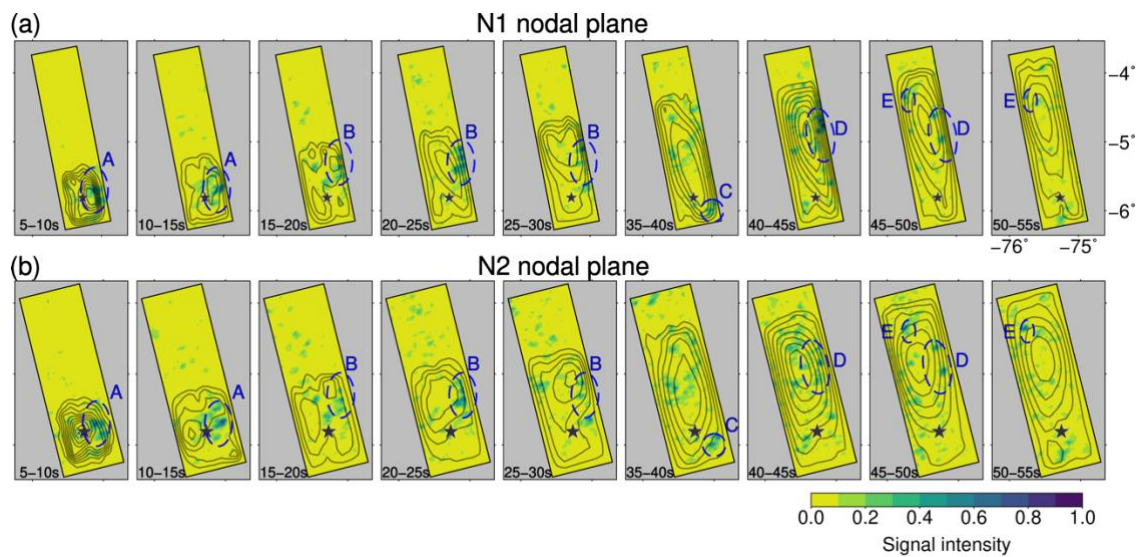 (a)
N1 nodal plane
A
A
B
B
B
C
D
E
D
E
5−10s
10−15s
15−20s
20−25s
25−30s
35−40s
40−45s
45−50s
50−55s
−4°
−5°
−6°
−76°
−75°
(b)
N2 nodal plane
A
A
B
B
B
C
D
E
D
E
5−10s
10−15s
15−20s
20−25s
25−30s
35−40s
40−45s
45−50s
50−55s
0.0 0.2 0.4 0.6 0.8 1.0
Signal intensity